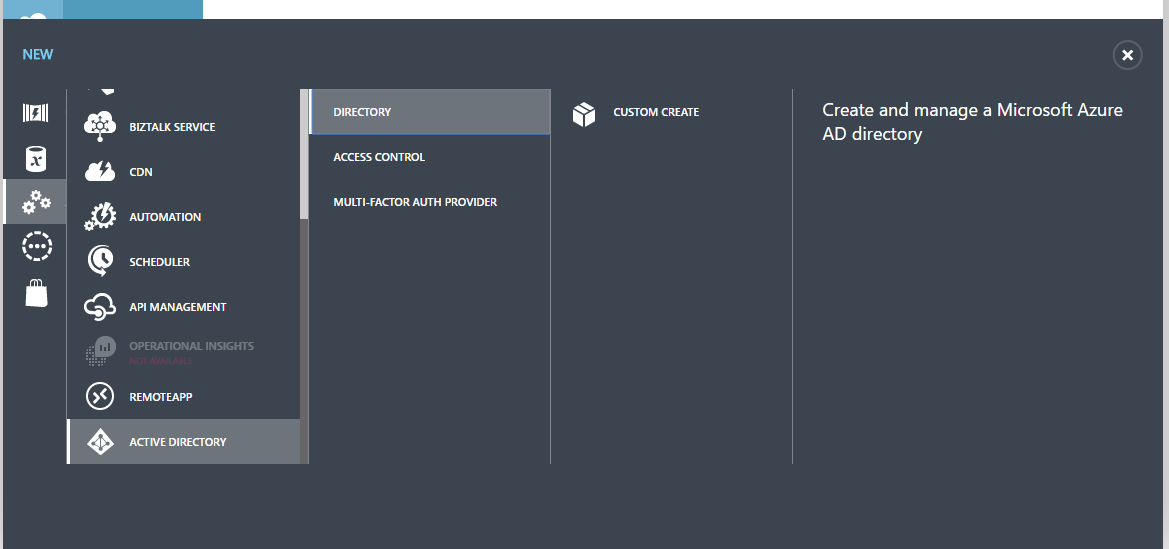 NEW
BIZTALK SERVICE
CDN
AUTOMATION
SCHEDULER
API MANAGEMENT
OPERATIONAL INSIGHTS
NOT AVAILABLE
REMOTEAPP
ACTIVE DIRECTORY
DIRECTORY
ACCESS CONTROL
MULTI-FACTOR AUTH PROVIDER
CUSTOM CREATE
Create and manage a Microsoft Azure
AD directory